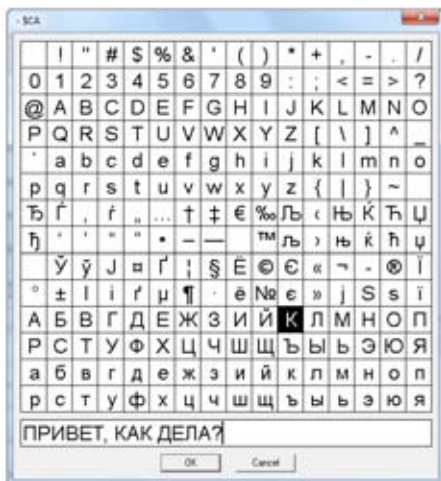 - SCA
! " # $ % & ' ( ) * + , - . /
0 1 2 3 4 5 6 7 8 9 : ; < = > ?
@ A B C D E F G H I J K L M N O
P Q R S T U V W X Y Z [ \ ] ^ _
` a b c d e f g h i j k l m n o
p q r s t u v w x y z { | } ~
Ђ Ѓ ‚ ѓ „ … † ‡ € ‰ Љ ‹ Њ Ќ Ћ Џ
ђ ‘ ’ “ ” • – — ™ љ › њ ќ ћ џ
Ў ў Ј ¤ Ґ ¦ § Ё © Є « ¬ - ® Ї
° ± І і ґ µ ¶ · ё № є » ј Ѕ ѕ ї
А Б В Г Д Е Ж З И Й К Л М Н О П
Р С Т У Ф Х Ц Ч Ш Щ Ъ Ы Ь Э Ю Я
а б в г д е ж з и й к л м н о п
р с т у ф х ц ч ш щ ъ ы ь э ю я
ПРИВЕТ, КАК ДЕЛА?
OK Cancel